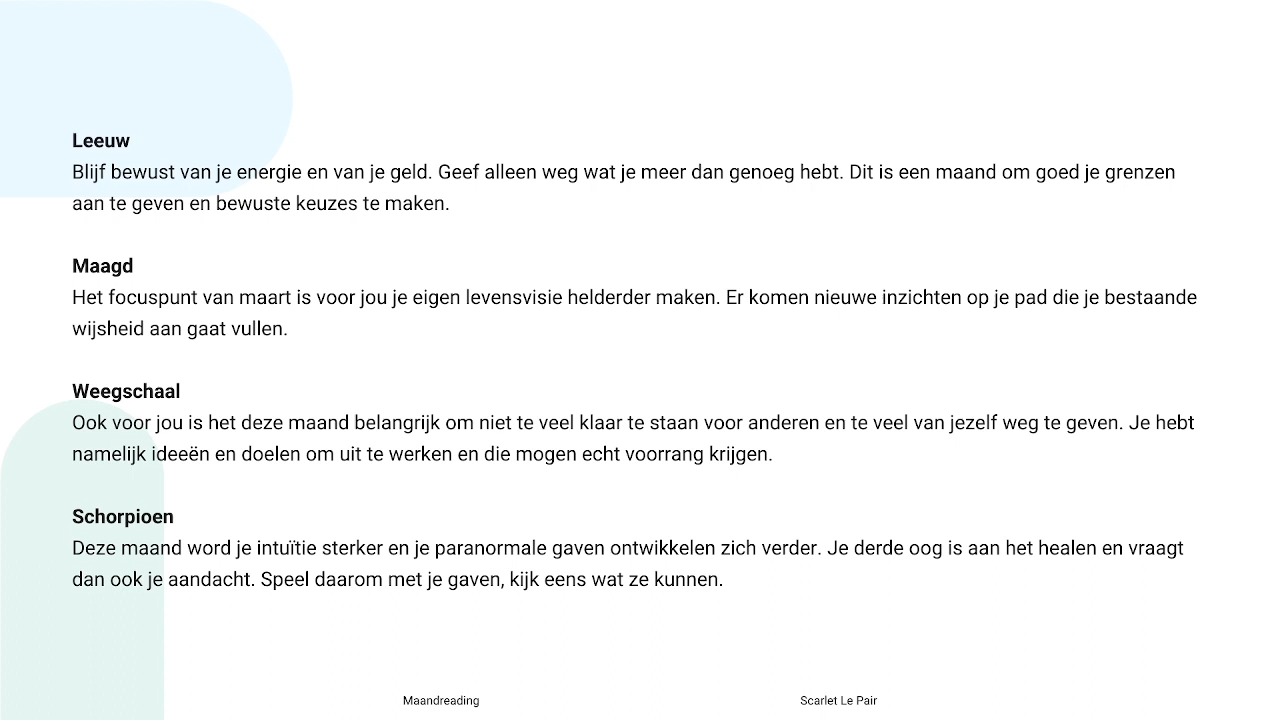 Leeuw
Blijf bewust van je energie en van je geld. Geef alleen weg wat je meer dan genoeg hebt. Dit is een maand om goed je grenzen
aan te geven en bewuste keuzes te maken.
Maagd
Het focuspunt van maart is voor jou je eigen levensvisie helderder maken. Er komen nieuwe inzichten op je pad die je bestaande
wijsheid aan gaat vullen.
Weegschaal
Ook voor jou is het deze maand belangrijk om niet te veel klaar te staan voor anderen en te veel van jezelf weg te geven. Je hebt
namelijk ideeën en doelen om uit te werken en die mogen echt voorrang krijgen.
Schorpioen
Deze maand word je intuïtie sterker en je paranormale gaven ontwikkelen zich verder. Je derde oog is aan het healen en vraagt
dan ook je aandacht. Speel daarom met je gaven, kijk eens wat ze kunnen.
Maandreading
Scarlet Le Pair